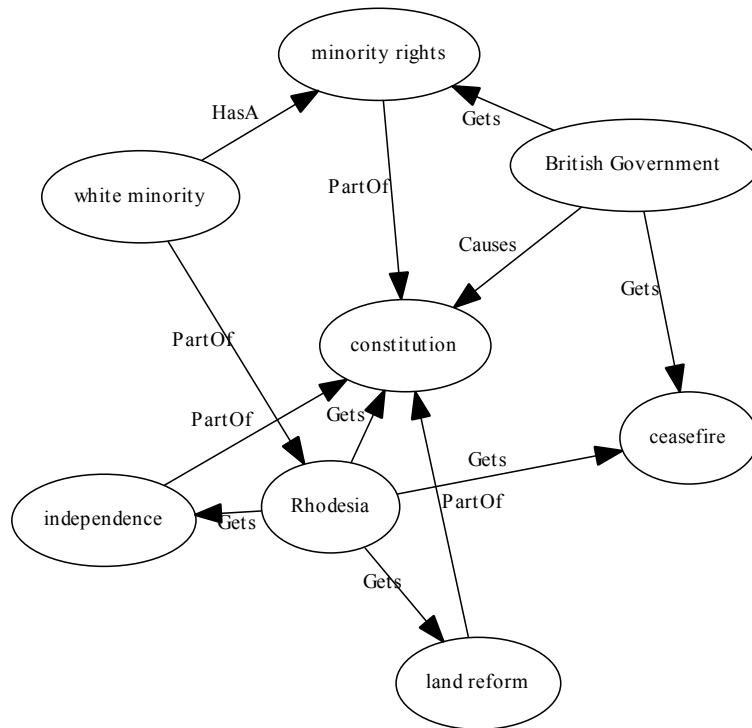 minority rights
HasA
Gets
British Government
white minority
PartOf
Causes
Gets
PartOf
constitution
PartOf
Gets
ceasefire
Gets
PartOf
independence
Gets
Rhodesia
Gets
land reform